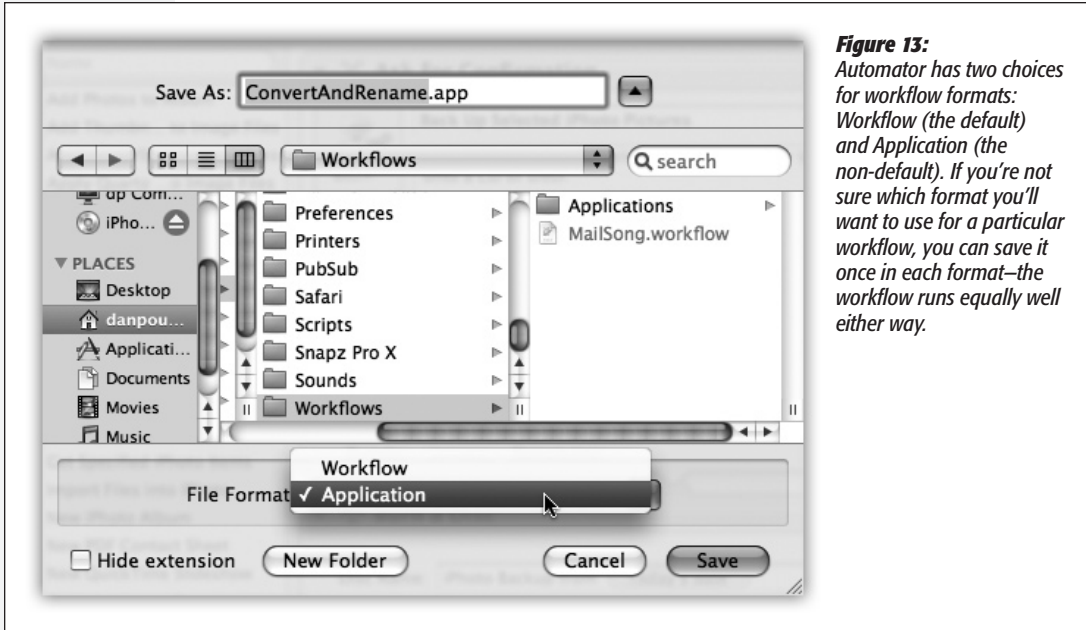 Save As: ConvertAndRename.app
Workflows
search
iPho...
PLACES
Desktop
danpou...
Applicati...
Documents
Movies
Music
Preferences
Printers
PubSub
Safari
Scripts
Snapz Pro X
Sounds
Workflows
Applications
MailSong.workflow
File Format
Workflow
✓ Application
Hide extension
New Folder
Cancel
Save
Figure 13:
Automator has two choices
for workflow formats:
Workflow (the default)
and Application (the
non-default). If you're not
sure which format you'll
want to use for a particular
workflow, you can save it
once in each format—the
workflow runs equally well
either way.